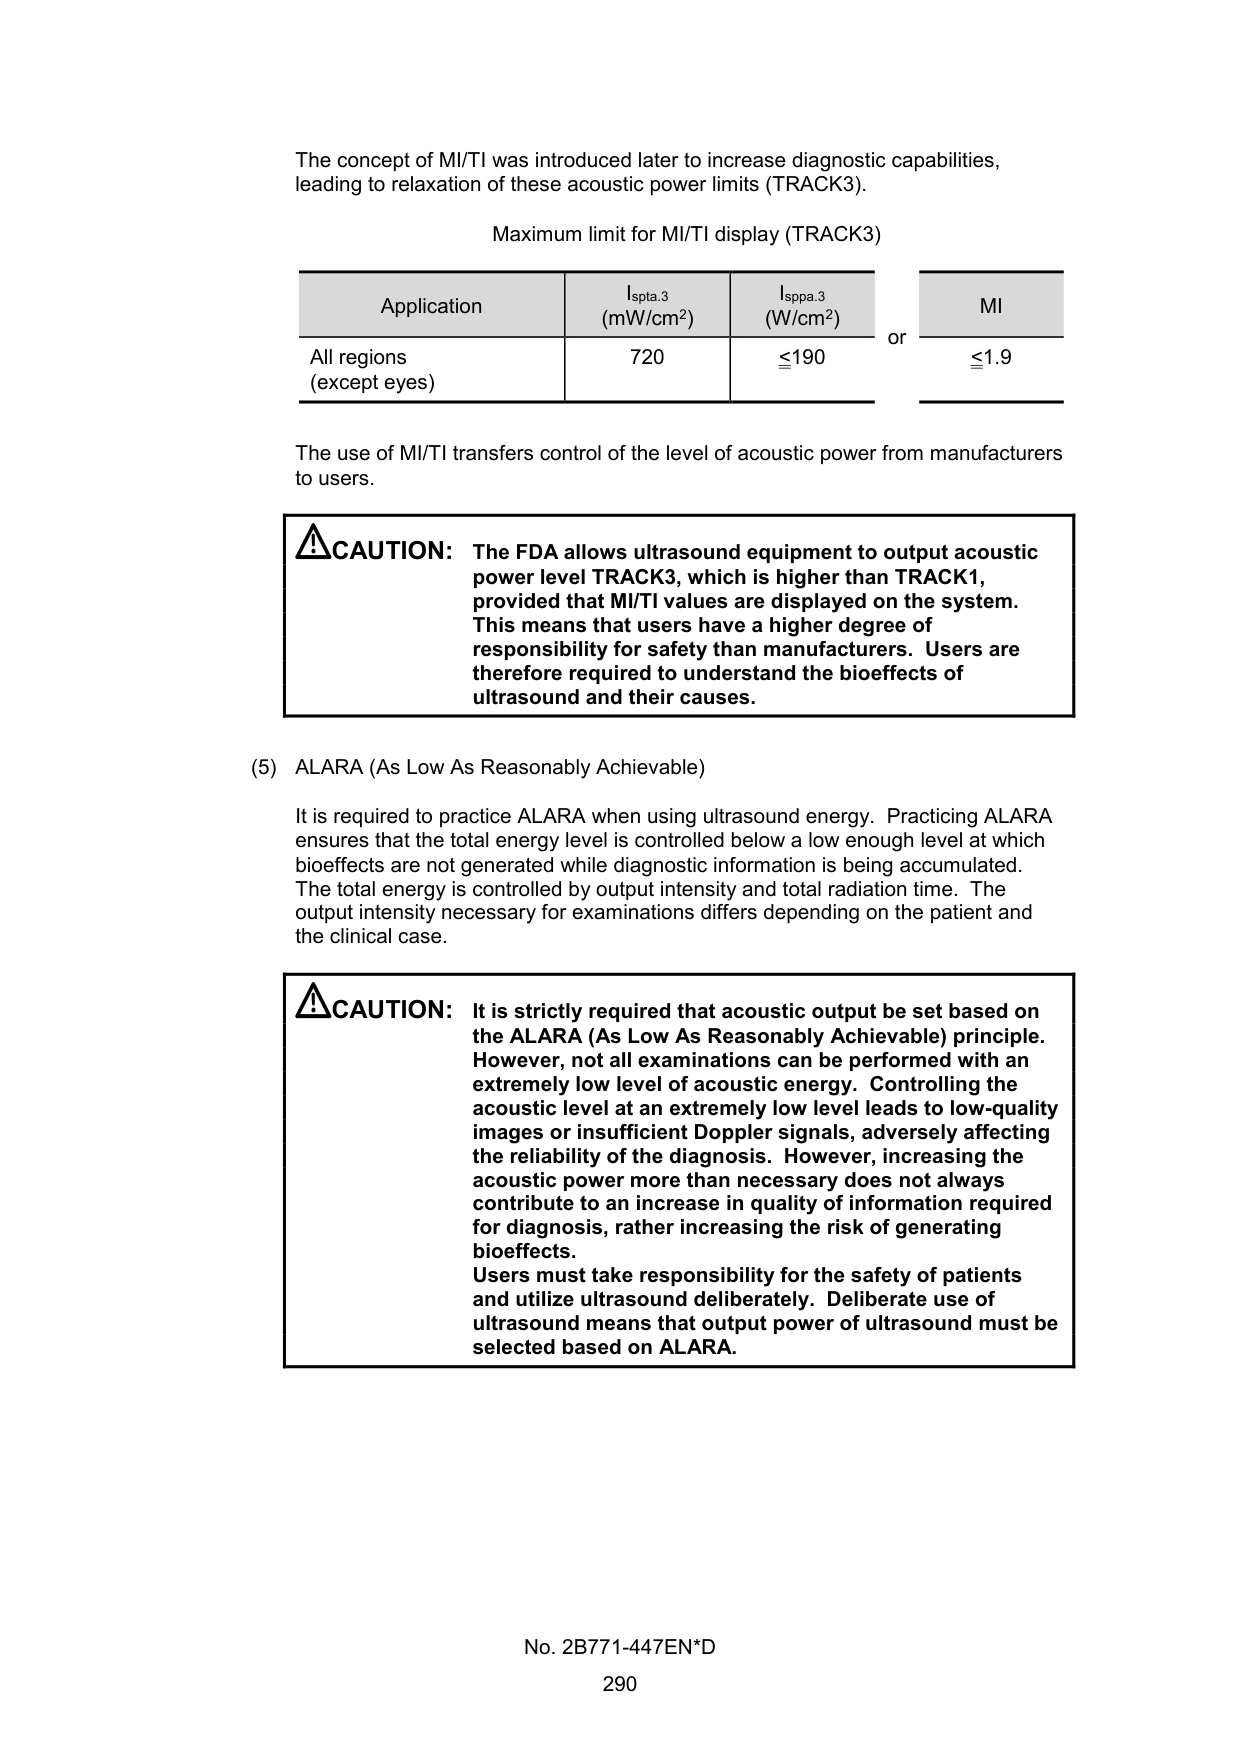 The concept of MI/TI was introduced later to increase diagnostic capabilities,
leading to relaxation of these acoustic power limits (TRACK3).
Maximum limit for MI/TI display (TRACK3)
Application
Ispta.3
(mW/cm2)
Isppa.3
(W/cm2)
or
MI
All regions
(except eyes)
720
≦190
≦1.9
The use of MI/TI transfers control of the level of acoustic power from manufacturers
to users.
CAUTION: The FDA allows ultrasound equipment to output acoustic
power level TRACK3, which is higher than TRACK1,
provided that MI/TI values are displayed on the system.
This means that users have a higher degree of
responsibility for safety than manufacturers. Users are
therefore required to understand the bioeffects of
ultrasound and their causes.
(5) ALARA (As Low As Reasonably Achievable)
It is required to practice ALARA when using ultrasound energy. Practicing ALARA
ensures that the total energy level is controlled below a low enough level at which
bioeffects are not generated while diagnostic information is being accumulated.
The total energy is controlled by output intensity and total radiation time. The
output intensity necessary for examinations differs depending on the patient and
the clinical case.
CAUTION: It is strictly required that acoustic output be set based on
the ALARA (As Low As Reasonably Achievable) principle.
However, not all examinations can be performed with an
extremely low level of acoustic energy. Controlling the
acoustic level at an extremely low level leads to low-quality
images or insufficient Doppler signals, adversely affecting
the reliability of the diagnosis. However, increasing the
acoustic power more than necessary does not always
contribute to an increase in quality of information required
for diagnosis, rather increasing the risk of generating
bioeffects.
Users must take responsibility for the safety of patients
and utilize ultrasound deliberately. Deliberate use of
ultrasound means that output power of ultrasound must be
selected based on ALARA.
No. 2B771-447EN*D
290